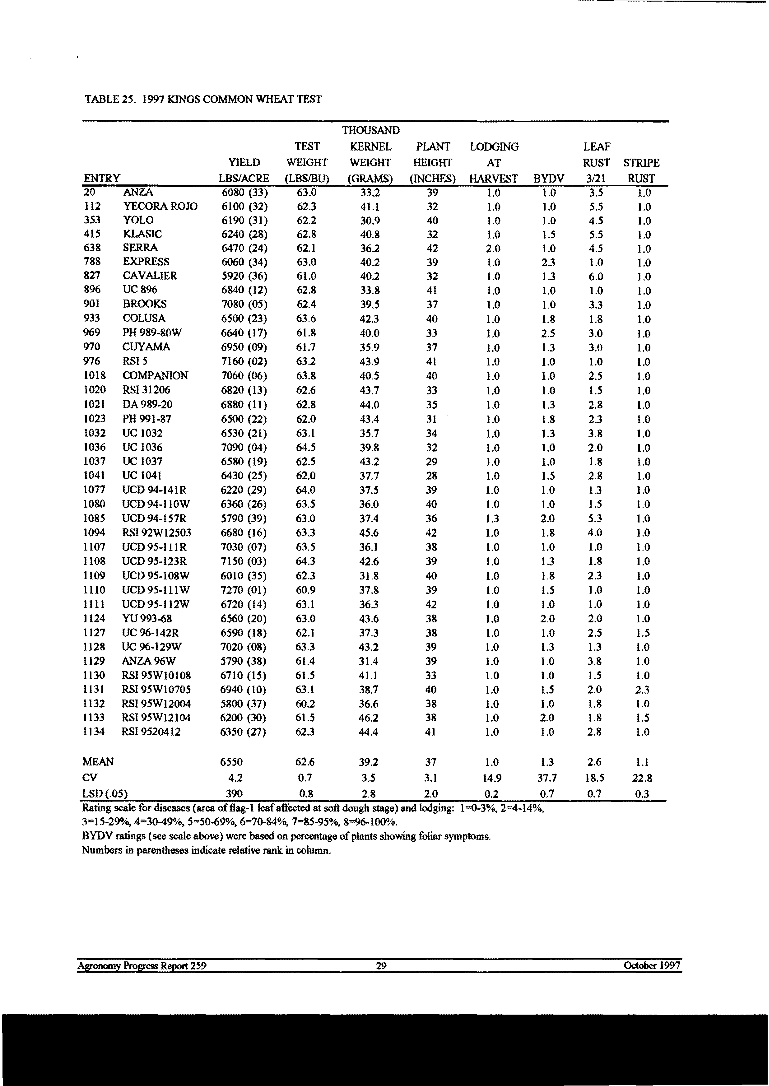 TABLE 25. 1997 KINGS COMMON WHEAT TEST
THOUSAND
TEST KERNEL PLANT LODGING LEAF
YIELD WEIGHT WEIGHT HEIGHT AT RUST STRIPE
ENTRY LBS/ACRE (LBS/BU) (GRAMS) (INCHES) HARVEST BYDV 3/21 RUST
20 ANZA 6080 (33) 63.0 33.2 39 1.0 1.0 3.5 1.0
112 YECORA ROJO 6100 (32) 62.3 41.1 32 1.0 1.0 5.5 1.0
353 YOLO 6190 (31) 62.2 30.9 40 1.0 1.0 4.5 1.0
415 KLASIC 6240 (28) 62.8 40.8 32 1.0 1.5 5.5 1.0
638 SERRA 6470 (24) 62.1 36.2 42 2.0 1.0 4.5 1.0
788 EXPRESS 6060 (34) 63.0 40.2 39 1.0 2.3 1.0 1.0
827 CAVALIER 5920 (36) 61.0 40.2 32 1.0 1.3 6.0 1.0
896 UC 896 6840 (12) 62.8 33.8 41 1.0 1.0 1.0 1.0
901 BROOKS 7080 (05) 62.4 39.5 37 1.0 1.0 3.3 1.0
933 COLUSA 6500 (23) 63.6 42.3 40 1.0 1.8 1.8 1.0
969 PH 989-80W 6640 (17) 61.8 40.0 33 1.0 2.5 3.0 1.0
970 CUYAMA 6950 (09) 61.7 35.9 37 1.0 1.3 3.0 1.0
976 RSI 5 7160 (02) 63.2 43.9 41 1.0 1.0 1.0 1.0
1018 COMPANION 7060 (06) 63.8 40.5 40 1.0 1.0 2.5 1.0
1020 RSI 31206 6820 (13) 62.6 43.7 33 1.0 1.0 1.5 1.0
1021 DA 989-20 6880 (11) 62.8 44.0 35 1.0 1.3 2.8 1.0
1023 PH 991-87 6500 (22) 62.0 43.4 31 1.0 1.8 2.3 1.0
1032 UC 1032 6530 (21) 63.1 35.7 34 1.0 1.3 3.8 1.0
1036 UC 1036 7090 (04) 64.5 39.8 32 1.0 1.0 2.0 1.0
1037 UC 1037 6580 (19) 62.5 43.2 29 1.0 1.0 1.8 1.0
1041 UC 1041 6430 (25) 62.0 37.7 28 1.0 1.5 2.8 1.0
1077 UCD 94-141R 6220 (29) 64.0 37.5 39 1.0 1.0 1.3 1.0
1080 UCD 94-110W 6360 (26) 63.5 36.0 40 1.0 1.0 1.5 1.0
1085 UCD 94-157R 5790 (39) 63.0 37.4 36 1.3 2.0 5.3 1.0
1094 RSI 92W12503 6680 (16) 63.3 45.6 42 1.0 1.8 4.0 1.0
1107 UCD 95-111R 7030 (07) 63.5 36.1 38 1.0 1.0 1.0 1.0
1108 UCD 95-123R 7150 (03) 64.3 42.6 39 1.0 1.3 1.8 1.0
1109 UCD 95-108W 6010 (35) 62.3 31.8 40 1.0 1.8 2.3 1.0
1110 UCD 95-111W 7270 (01) 60.9 37.8 39 1.0 1.5 1.0 1.0
1111 UCD 95-112W 6720 (14) 63.1 36.3 42 1.0 1.0 1.0 1.0
1124 YU 993-68 6560 (20) 63.0 43.6 38 1.0 2.0 2.0 1.0
1127 UC 96-142R 6590 (18) 62.1 37.3 38 1.0 1.0 2.5 1.5
1128 UC 96-129W 7020 (08) 63.3 43.2 39 1.0 1.3 1.3 1.0
1129 ANZA 96W 5790 (38) 61.4 31.4 39 1.0 1.0 3.8 1.0
1130 RSI 95W10108 6710 (15) 61.5 41.1 33 1.0 1.0 1.5 1.0
1131 RSI 95W10705 6940 (10) 63.1 38.7 40 1.0 1.5 2.0 2.3
1132 RSI 95W12004 5800 (37) 60.2 36.6 38 1.0 1.0 1.8 1.0
1133 RSI 95W12104 6200 (30) 61.5 46.2 38 1.0 2.0 1.8 1.5
1134 RSI 9520412 6350 (27) 62.3 44.4 41 1.0 1.0 2.8 1.0
MEAN 6550 62.6 39.2 37 1.0 1.3 2.6 1.1
CV 4.2 0.7 3.5 3.1 14.9 37.7 18.5 22.8
LSD (.05) 390 0.8 2.8 2.0 0.2 0.7 0.7 0.3
Rating scale for diseases (area of flag-1 leaf affected at soft dough stage) and lodging: 1=0-3%, 2=4-14%,
3=15-29%, 4=30-49%, 5=50-69%, 6=70-84%, 7=85-95%, 8=96-100%.
BYDV ratings (see scale above) were based on percentage of plants showing foliar symptoms.
Numbers in parentheses indicate relative rank in column.
Agronomy Progress Report 259 29 October 1997